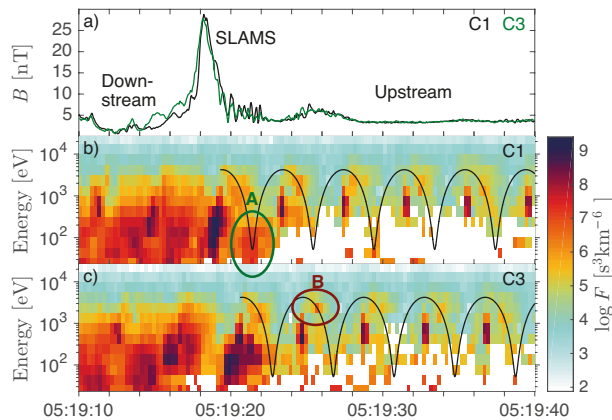 a)
SLAMS
C1 C3
25
20
15
10
5
B [nT]
Down-
stream
Upstream
b)
C1
10⁴
10³
10²
Energy [eV]
A
c)
C3
10⁴
10³
10²
Energy [eV]
B
9
8
7
6
5
4
3
2
log F [s³km⁻⁶]
05:19:10 05:19:20 05:19:30 05:19:40